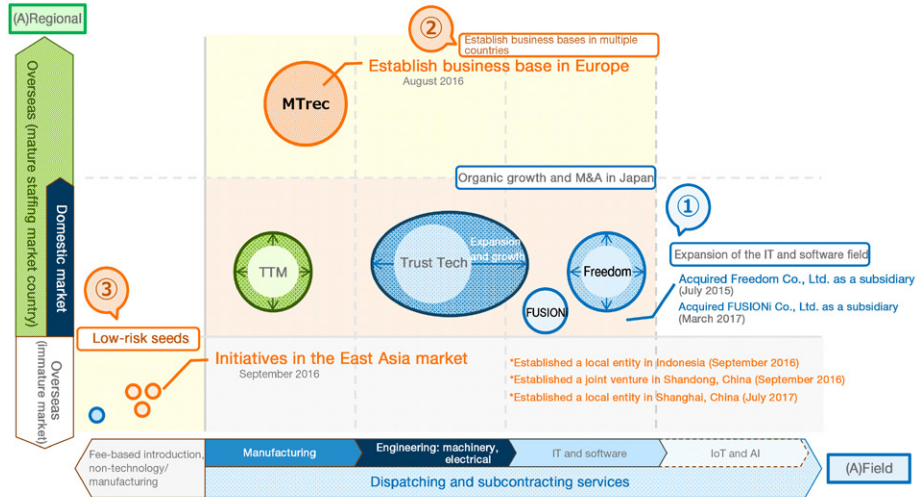 (A)Regional
②
Establish business bases in multiple
countries
Establish business base in Europe
August 2016
MTrec
Overseas (mature staffing market country)
Organic growth and M&A in Japan
①
Domestic market
TTM
Trust Tech
Expansion
and growth
Freedom
FUSIONi
Expansion of the IT and software field
Acquired Freedom Co., Ltd. as a subsidiary
(July 2015)
Acquired FUSIONi Co., Ltd. as a subsidiary
(March 2017)
③
Low-risk seeds
Overseas
(immature market)
Initiatives in the East Asia market
September 2016
*Established a local entity in Indonesia (September 2016)
*Established a joint venture in Shandong, China (September 2016)
*Established a local entity in Shanghai, China (July 2017)
Fee-based introduction,
non-technology/
manufacturing
Manufacturing
Engineering: machinery,
electrical
IT and software
IoT and AI
Dispatching and subcontracting services
(A)Field